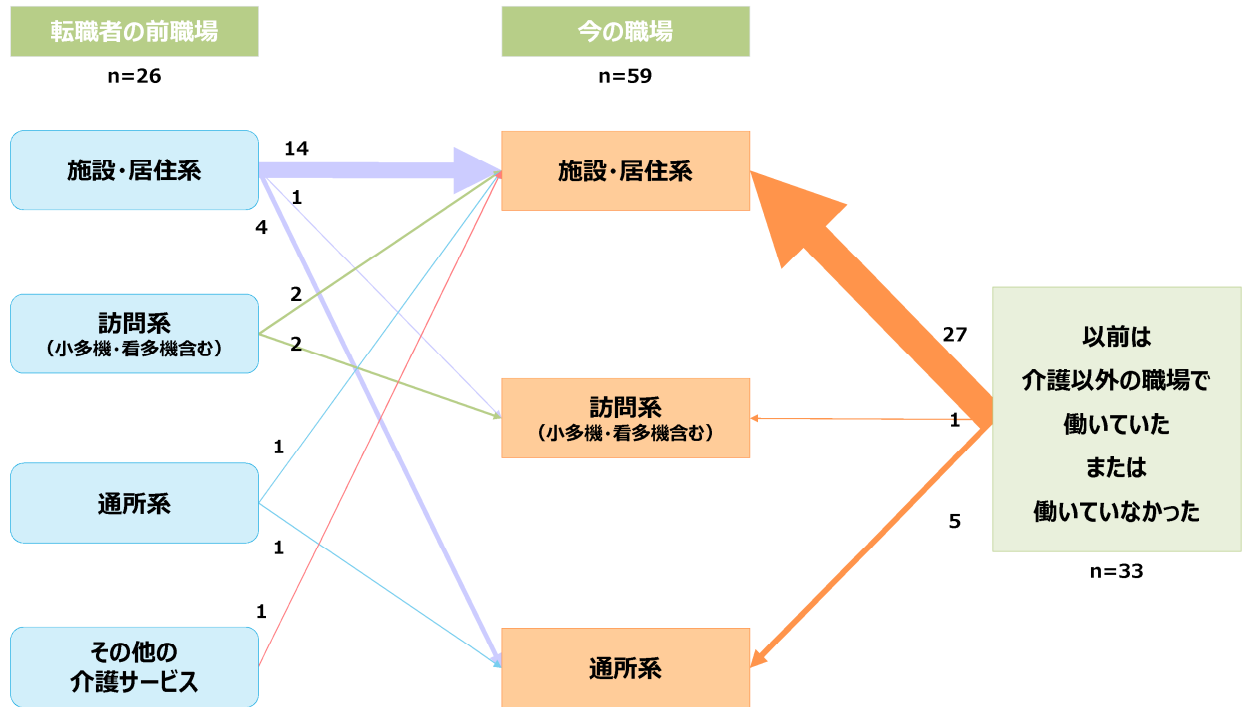 転職者の前職場
今の職場
n=26
n=59
施設・居住系
14
1
4
施設・居住系
訪問系
（小多機・看多機含む）
2
2
訪問系
（小多機・看多機含む）
27
1
5
以前は
介護以外の職場で
働いていた
または
働いていなかった
n=33
通所系
1
1
その他の
介護サービス
1
通所系